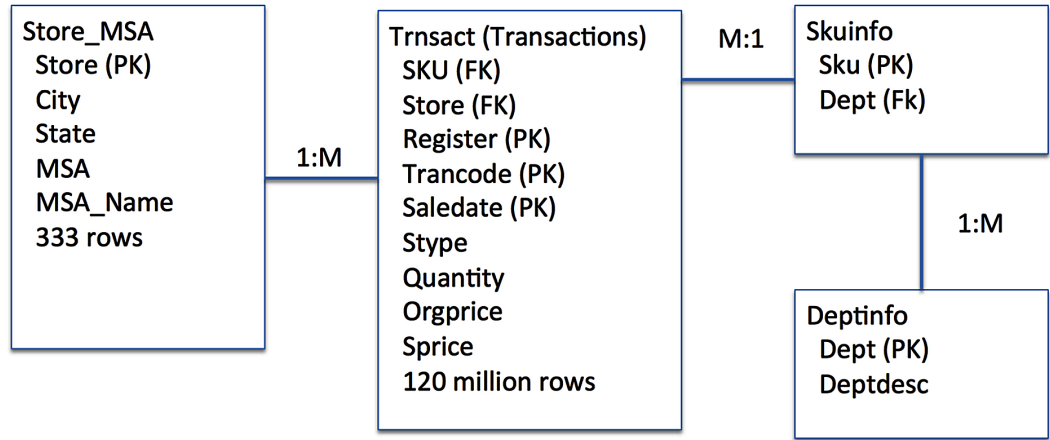 Store_MSA
Store (PK)
City
State
MSA
MSA_Name
333 rows
1:M
Trnsact (Transactions)
SKU (FK)
Store (FK)
Register (PK)
Trancode (PK)
Saledate (PK)
Stype
Quantity
Orgprice
Sprice
120 million rows
M:1
Skuinfo
Sku (PK)
Dept (Fk)
1:M
Deptinfo
Dept (PK)
Deptdesc